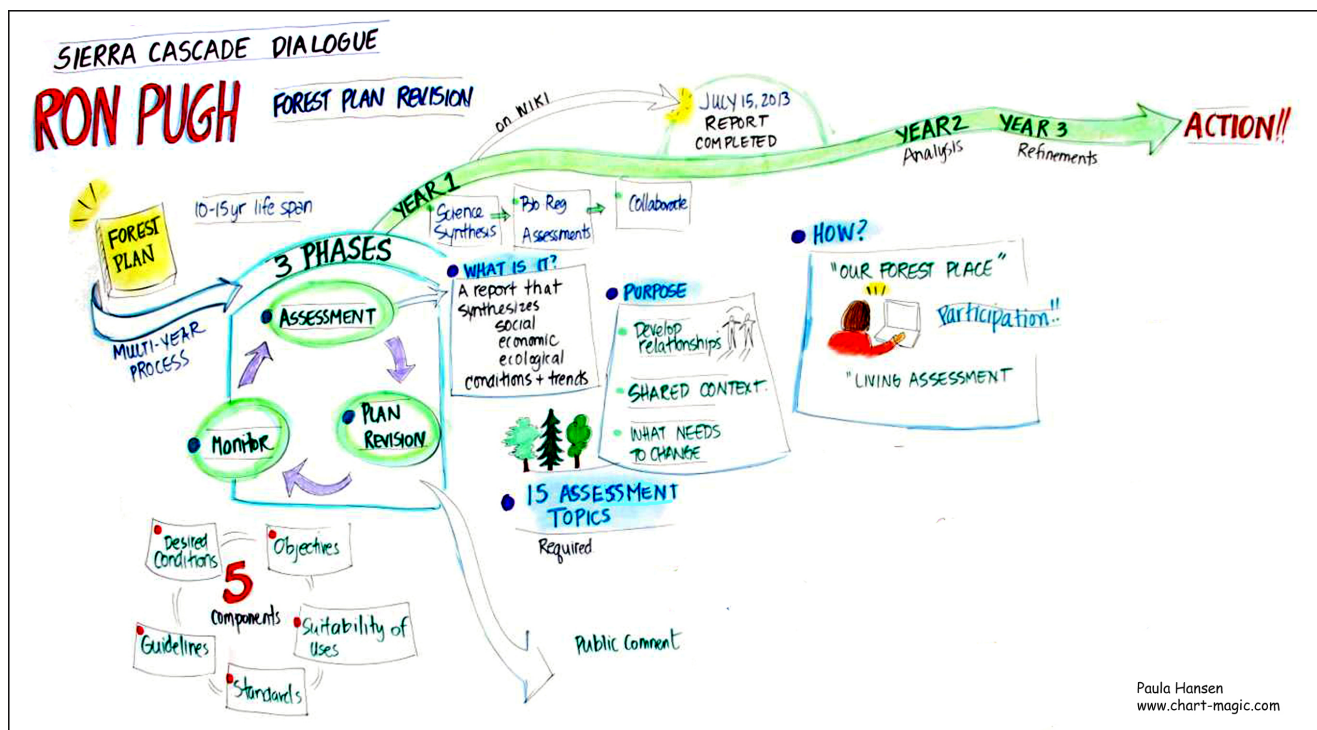 SIERRA CASCADE DIALOGUE
RON PUGH
FOREST PLAN REVISION
on WIKI
JULY 15, 2013
REPORT
COMPLETED
YEAR 1
YEAR 2
Analysis
YEAR 3
Refinements
ACTION!!
10-15yr life span
FOREST
PLAN
MULTI-YEAR
PROCESS
3 PHASES
ASSESSMENT
PLAN
REVISION
MONITOR
Science
Synthesis
Bio Reg
Assessments
Collaborate
WHAT IS IT?
A report that
synthesizes
social
economic
ecological
conditions + trends
PURPOSE
Develop
relationships
SHARED CONTEXT.
WHAT NEEDS
TO CHANGE
HOW?
"OUR FOREST PLACE"
Participation!!
"LIVING ASSESSMENT
15 ASSESSMENT
TOPICS
Required
5
components
Desired
Conditions
Objectives
Suitability of
Uses
Standards
Guidelines
Public Comment
Paula Hansen
www.chart-magic.com